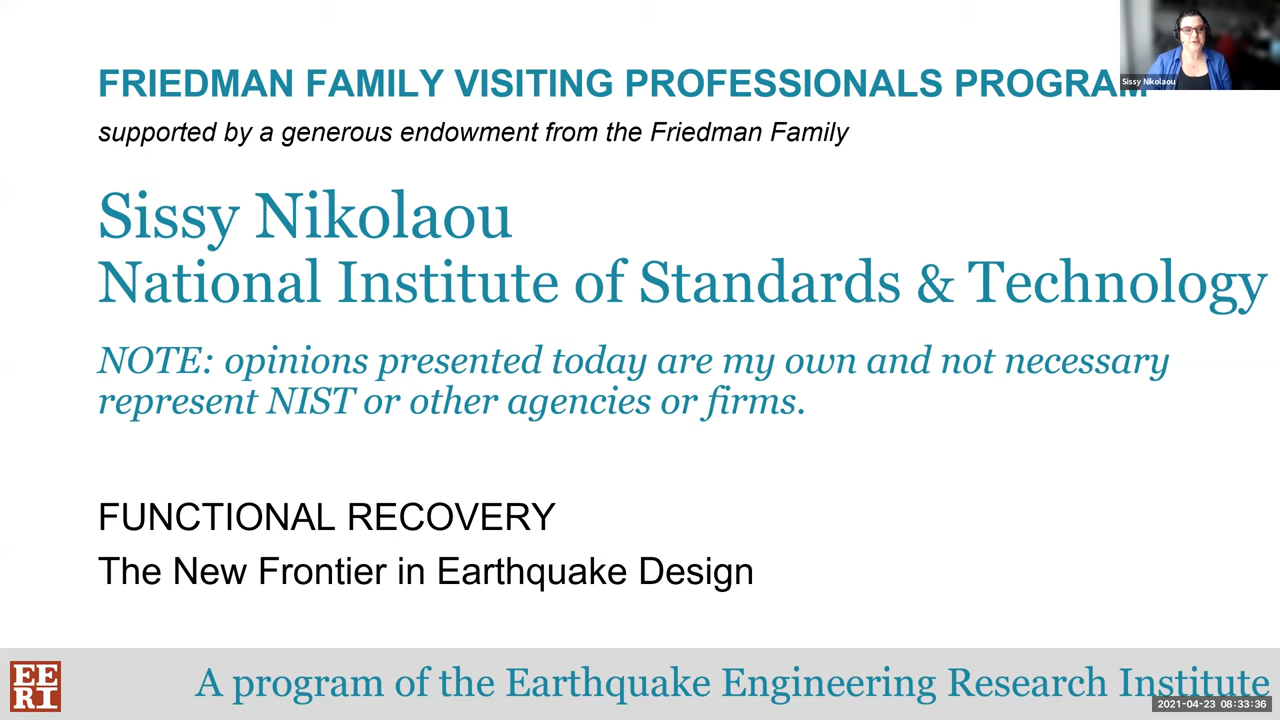 FRIEDMAN FAMILY VISITING PROFESSIONALS PROGRAM
Sissy Nikolaou
supported by a generous endowment from the Friedman Family
Sissy Nikolaou
National Institute of Standards & Technology
NOTE: opinions presented today are my own and not necessary
represent NIST or other agencies or firms.
FUNCTIONAL RECOVERY
The New Frontier in Earthquake Design
EE
RI
A program of the Earthquake Engineering Research Institute
2021-04-23 08:33:36